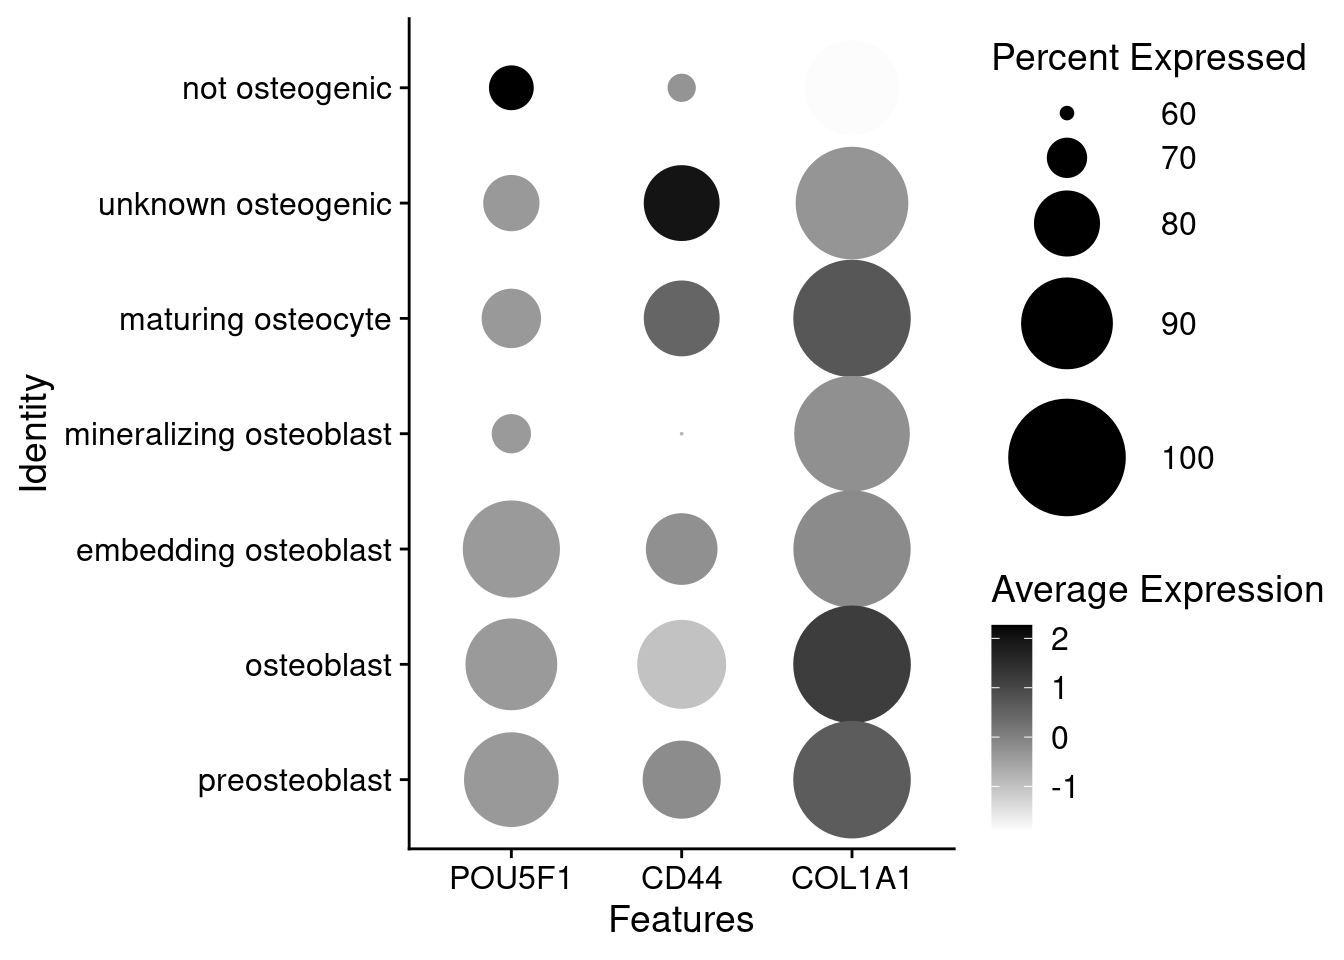 Identity
not osteogenic
unknown osteogenic
maturing osteocyte
mineralizing osteoblast
embedding osteoblast
osteoblast
preosteoblast
POU5F1 CD44 COL1A1
Features
Percent Expressed
60
70
80
90
100
Average Expression
2
1
0
-1